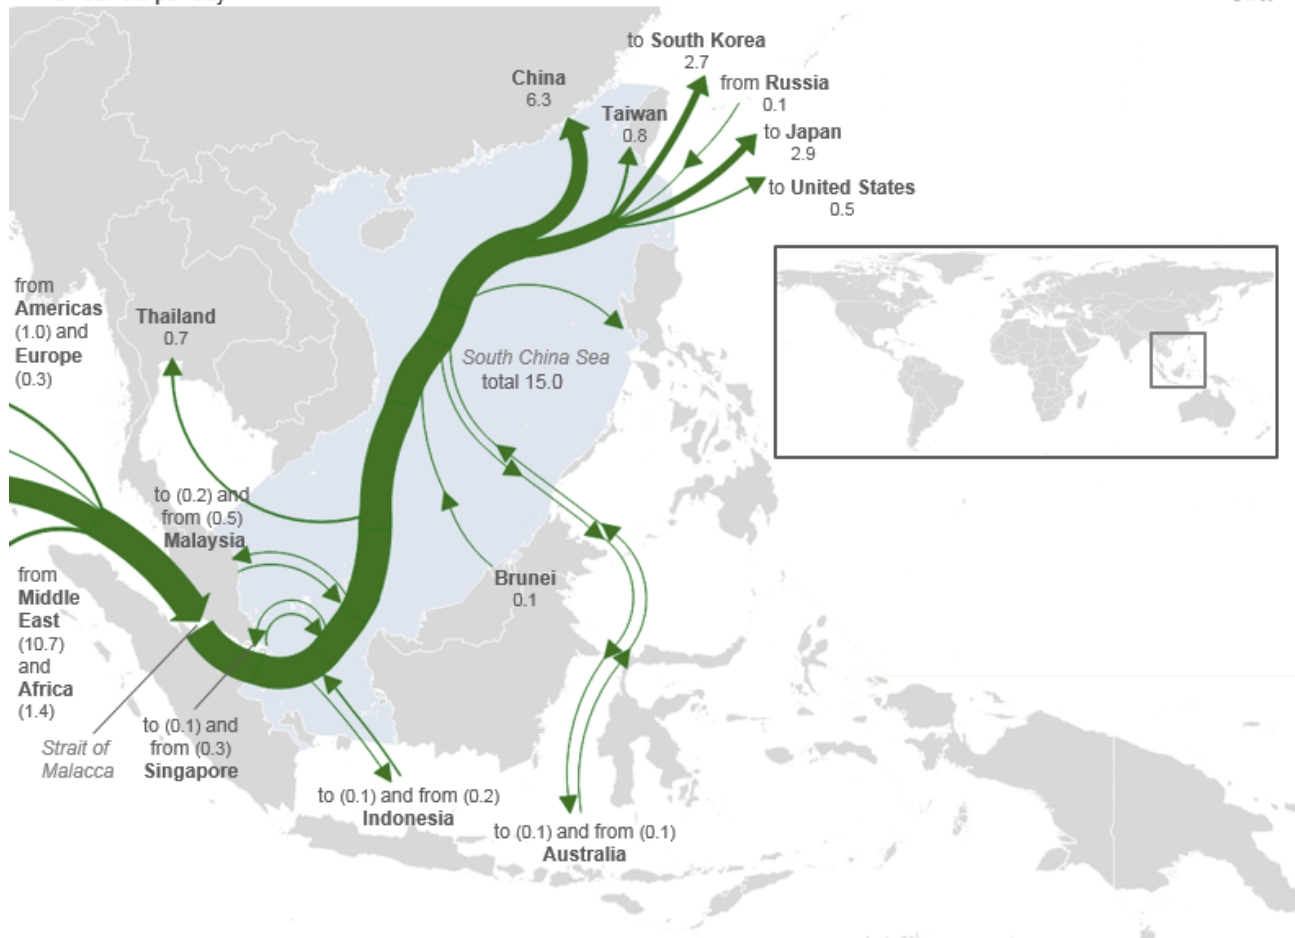 million barrels per day
to South Korea
2.7
China
6.3
from Russia
0.1
Taiwan
0.8
to Japan
2.9
to United States
0.5
from
Americas
(1.0) and
Europe
(0.3)
Thailand
0.7
South China Sea
total 15.0
to (0.2) and
from (0.5)
Malaysia
from
Middle
East
(10.7)
and
Africa
(1.4)
Brunei
0.1
Strait of
Malacca
to (0.1) and
from (0.3)
Singapore
to (0.1) and from (0.2)
Indonesia
to (0.1) and from (0.1)
Australia